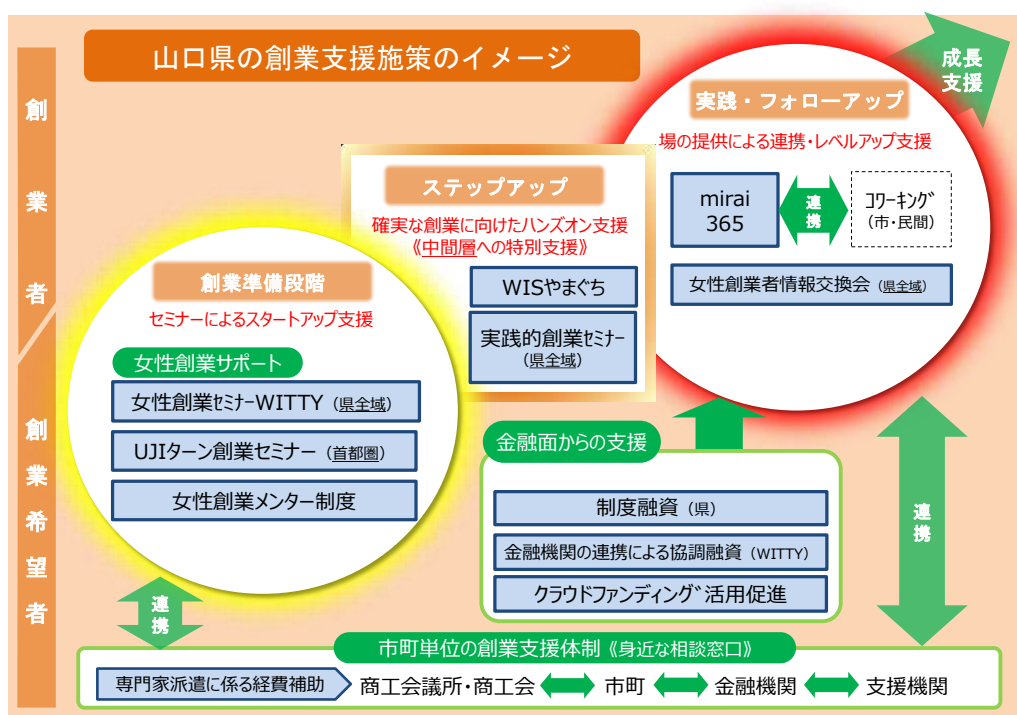 山口県の創業支援施策のイメージ
創業者
創業希望者
成長
支援
実践・フォローアップ
場の提供による連携・レベルアップ支援
mirai
365
連携
コワーキング
（市・民間）
女性創業者情報交換会（県全域）
ステップアップ
確実な創業に向けたハンズオン支援
《中間層への特別支援》
WISやまぐち
実践的創業セミナー
（県全域）
創業準備段階
セミナーによるスタートアップ支援
女性創業サポート
女性創業セミナーWITTY（県全域）
UJIターン創業セミナー（首都圏）
女性創業メンター制度
金融面からの支援
制度融資（県）
金融機関の連携による協調融資（WITTY）
クラウドファンディング活用促進
連携
連携
市町単位の創業支援体制《身近な相談窓口》
専門家派遣に係る経費補助 商工会議所・商工会 市町 金融機関 支援機関